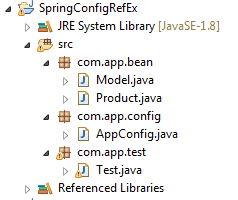 SpringConfigRefEx
JRE System Library [JavaSE-1.8]
src
com.app.bean
Model.java
Product.java
com.app.config
AppConfig.java
com.app.test
Test.java
Referenced Libraries